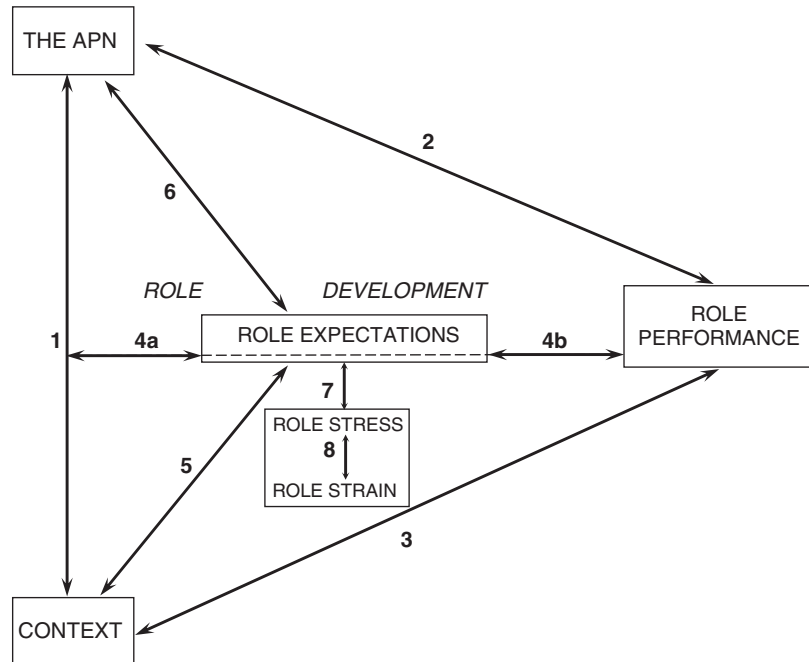 THE APN
2
6
ROLE DEVELOPMENT
ROLE EXPECTATIONS
ROLE
PERFORMANCE
1
4a
4b
7
ROLE STRESS
8
ROLE STRAIN
5
3
CONTEXT